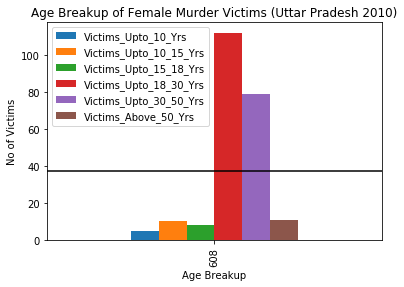 Age Breakup of Female Murder Victims (Uttar Pradesh 2010)
Victims_Upto_10_Yrs
Victims_Upto_10_15_Yrs
Victims_Upto_15_18_Yrs
Victims_Upto_18_30_Yrs
Victims_Upto_30_50_Yrs
Victims_Above_50_Yrs
No of Victims
100
80
60
40
20
0
608
Age Breakup